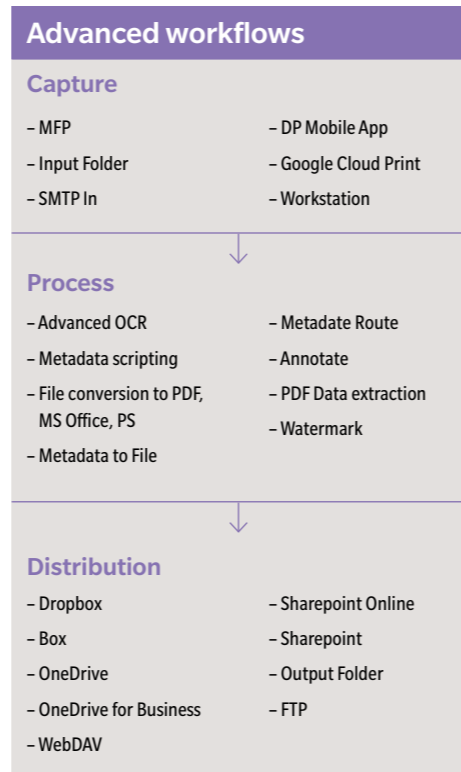 Advanced workflows
Capture
– MFP
– Input Folder
– SMTP In
– DP Mobile App
– Google Cloud Print
– Workstation
Process
– Advanced OCR
– Metadata scripting
– File conversion to PDF,
MS Office, PS
– Metadata to File
– Metadate Route
– Annotate
– PDF Data extraction
– Watermark
Distribution
– Dropbox
– Box
– OneDrive
– OneDrive for Business
– WebDAV
– Sharepoint Online
– Sharepoint
– Output Folder
– FTP